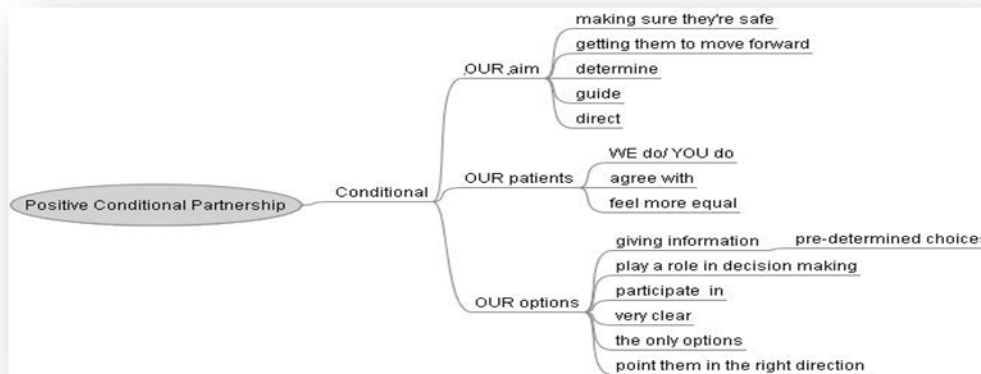 Positive Conditional Partnership
Conditional
OUR aim
making sure they're safe
getting them to move forward
determine
guide
direct
OUR patients
WE do/ YOU do
agree with
feel more equal
OUR options
giving information
pre-determined choices
play a role in decision making
participate in
very clear
the only options
point them in the right direction